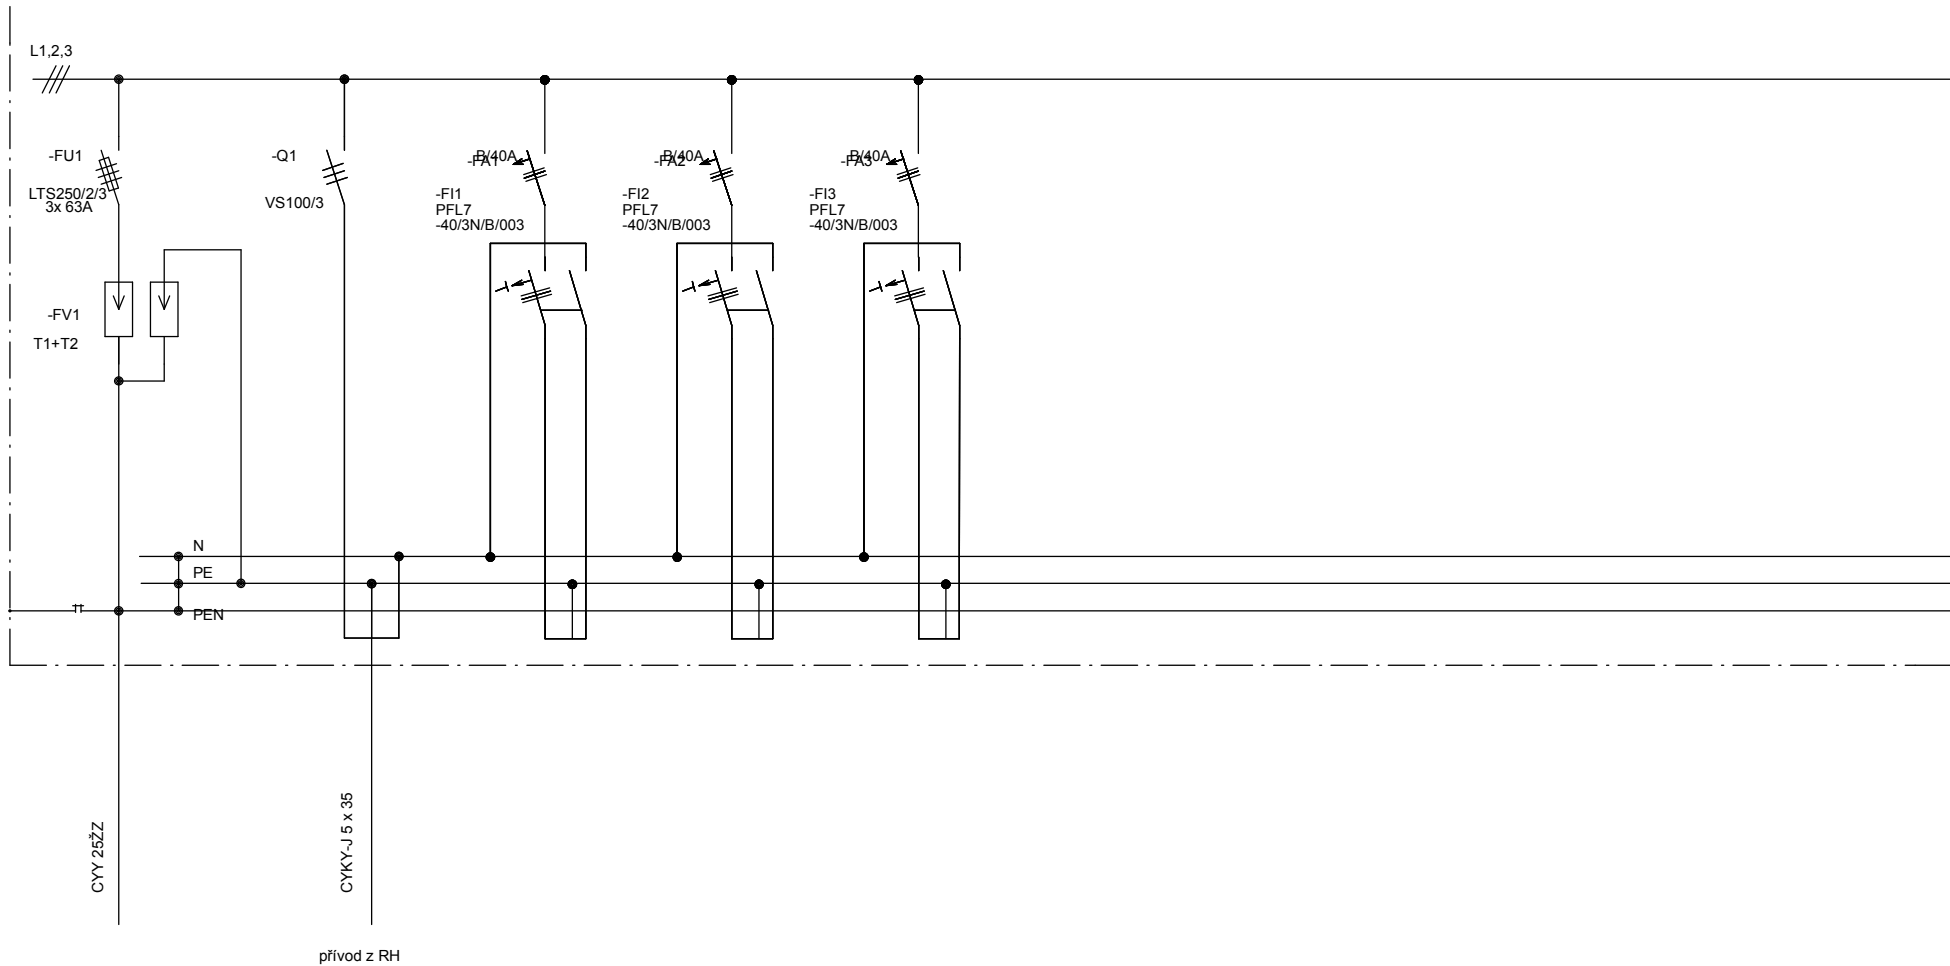 L1,2,3
-FU1
LTS250/2/3
3x 63A
-FV1
T1+T2
-Q1
VS100/3
B/40A
-FA1
-FI1
PFL7
-40/3N/B/003
B/40A
-FA2
-FI2
PFL7
-40/3N/B/003
B/40A
-FA3
-FI3
PFL7
-40/3N/B/003
N
PE
PEN
CYY 25ŽZ
CYKY-J 5 x 35
přívod z RH